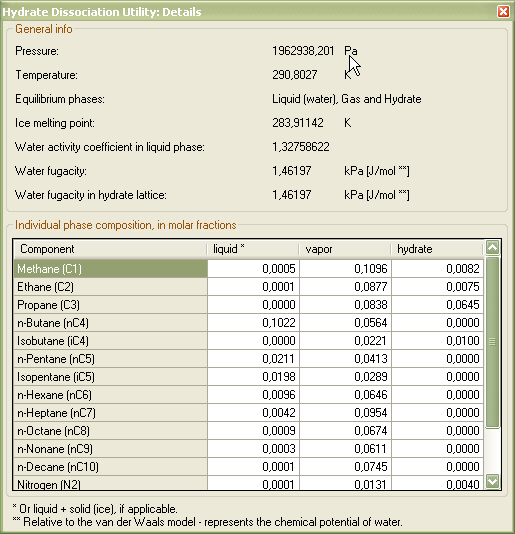 Hydrate Dissociation Utility: Details
General info
Pressure: 1962938,201 Pa
Temperature: 290,8027 K
Equilibrium phases: Liquid (water), Gas and Hydrate
Ice melting point: 283,91142 K
Water activity coefficient in liquid phase: 1,32758622
Water fugacity: 1,46197 kPa [J/mol **]
Water fugacity in hydrate lattice: 1,46197 kPa [J/mol **]
Individual phase composition, in molar fractions
Component liquid * vapor hydrate
Methane (C1) 0,0005 0,1096 0,0082
Ethane (C2) 0,0001 0,0877 0,0075
Propane (C3) 0,0000 0,0838 0,0645
n-Butane (nC4) 0,1022 0,0564 0,0000
Isobutane (iC4) 0,0000 0,0221 0,0100
n-Pentane (nC5) 0,0211 0,0413 0,0000
Isopentane (iC5) 0,0198 0,0289 0,0000
n-Hexane (nC6) 0,0096 0,0646 0,0000
n-Heptane (nC7) 0,0042 0,0954 0,0000
n-Octane (nC8) 0,0009 0,0674 0,0000
n-Nonane (nC9) 0,0003 0,0611 0,0000
n-Decane (nC10) 0,0001 0,0745 0,0000
Nitrogen (N2) 0,0001 0,0131 0,0040
* Or liquid + solid (ice), if applicable.
** Relative to the van der Waals model - represents the chemical potential of water.